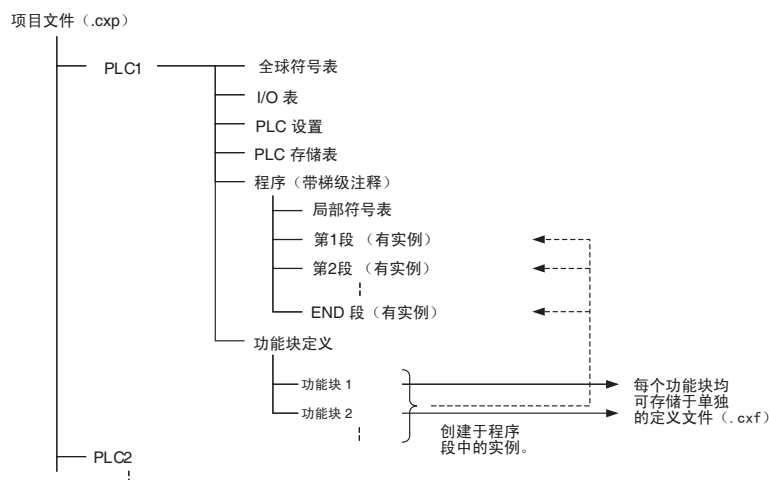 项目文件（.cxp）
PLC1
全球符号表
I/O 表
PLC 设置
PLC 存储表
程序（带梯级注释）
局部符号表
第1段 （有实例）
第2段 （有实例）
END 段（有实例）
功能块定义
功能块 1
功能块 2
每个功能块均
可存储于单独
的定义文件（.cxf）
创建于程序
段中的实例。
PLC2